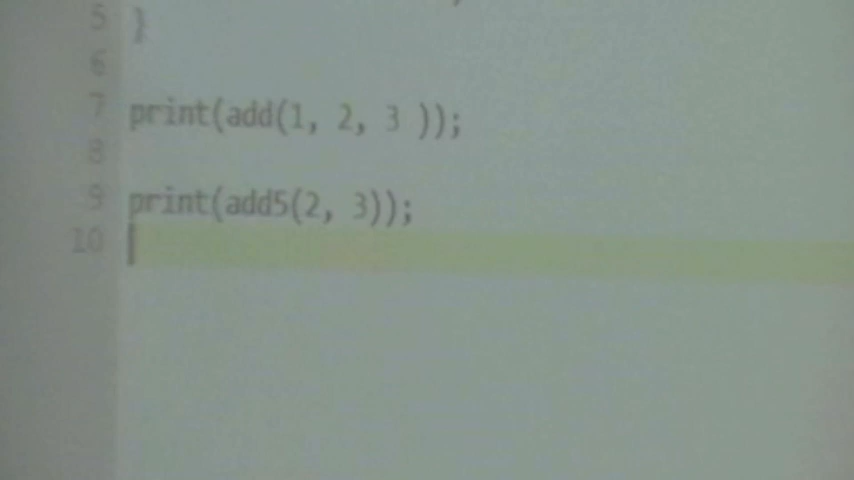 5 }
6
7 print(add(1, 2, 3 ));
8
9 print(add5(2, 3));
10